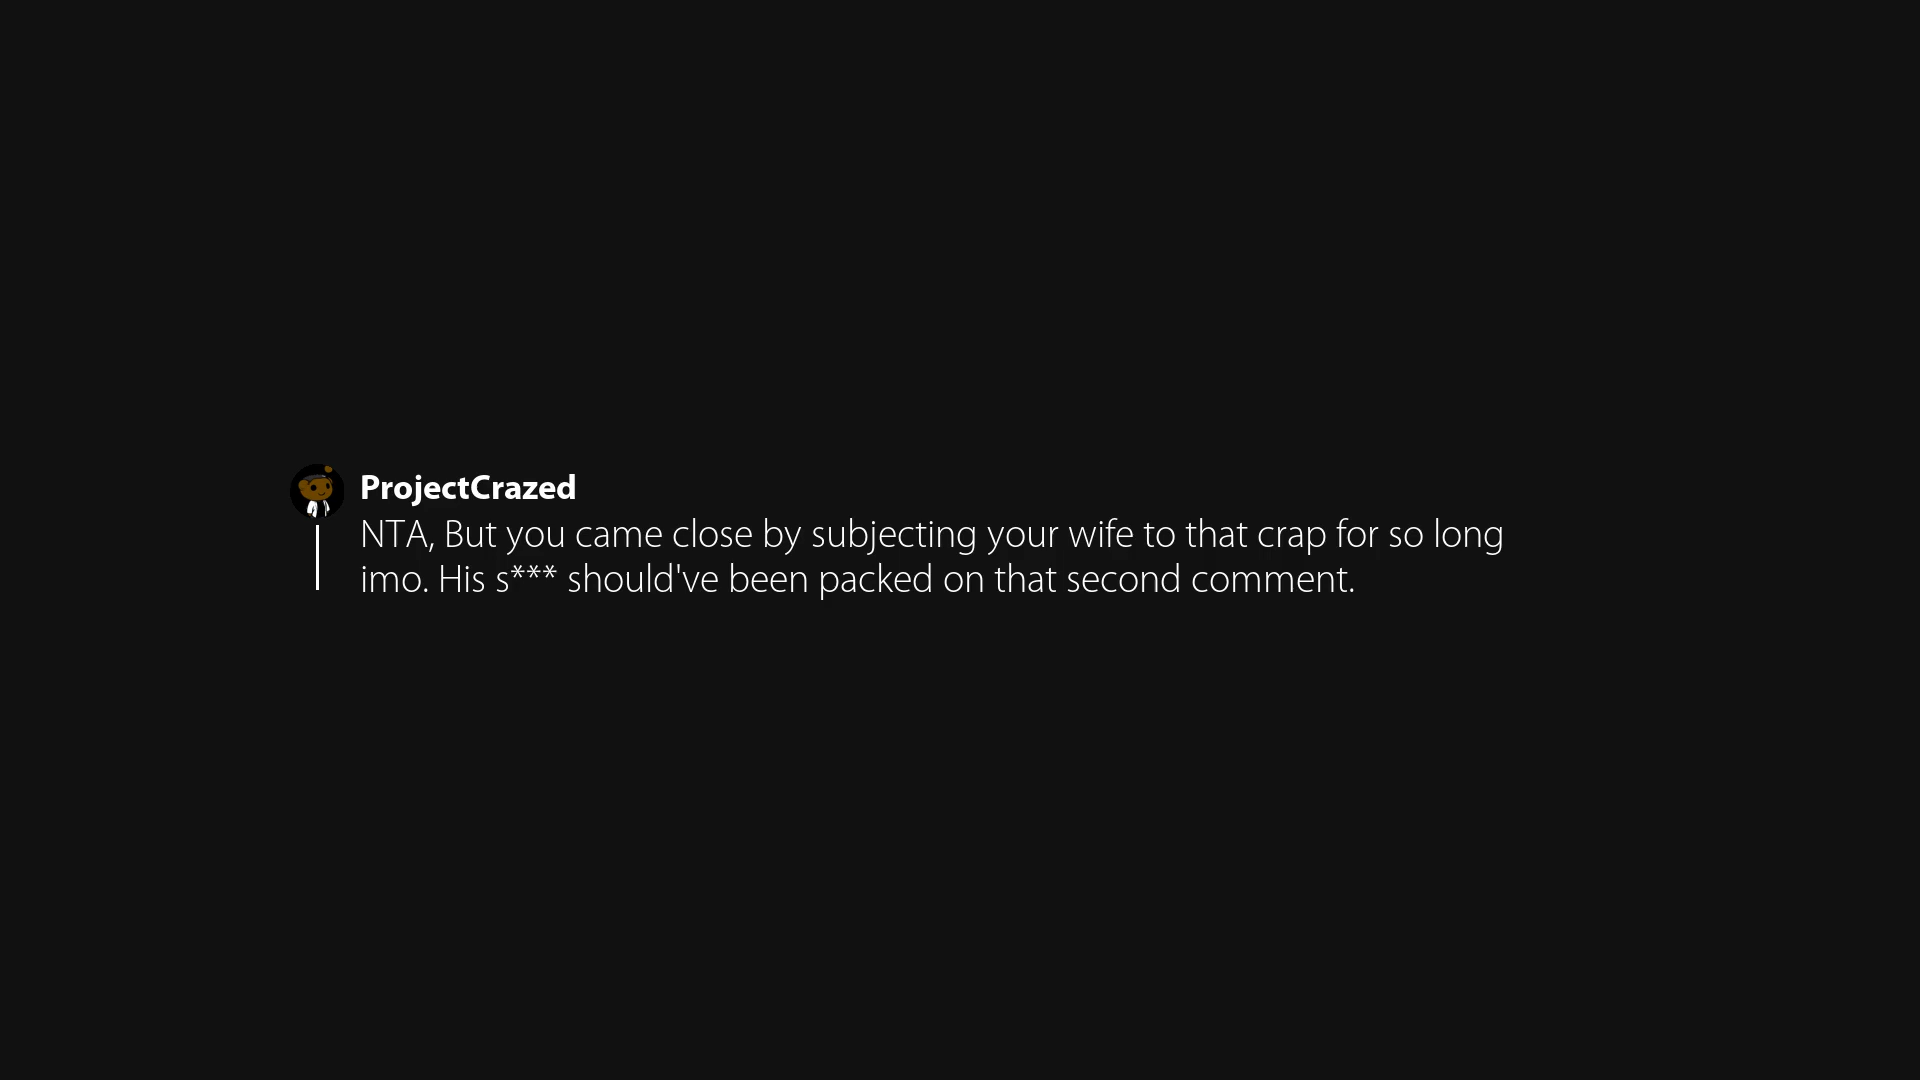 ProjectCrazed
NTA, But you came close by subjecting your wife to that crap for so long
imo. His s*** should've been packed on that second comment.